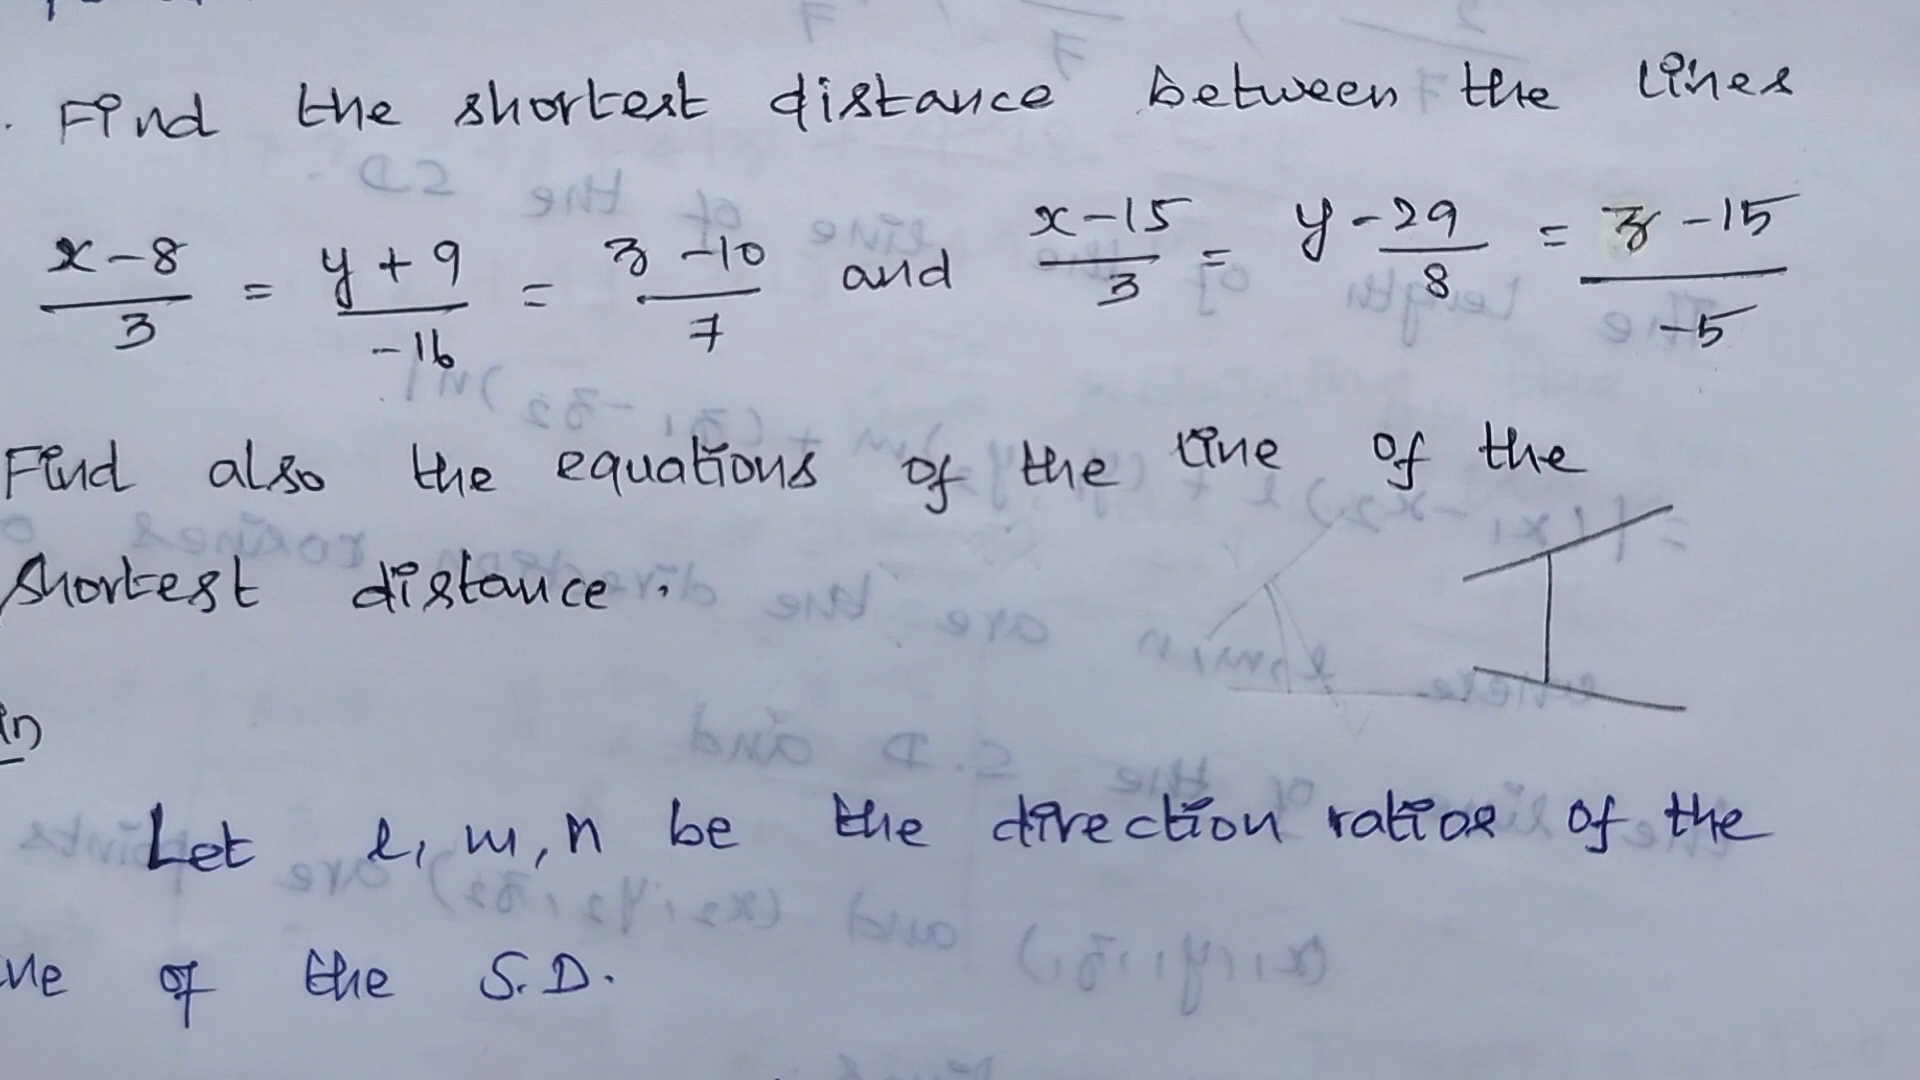 . Find the shortest distance between the lines
x-8/3 = y+9/-16 = z-10/7 and x-15/3 = y-29/8 = z-15/-5
Find also the equations of the line of the
shortest distance.
Let l, m, n be the direction ratios of the
of the S.D.